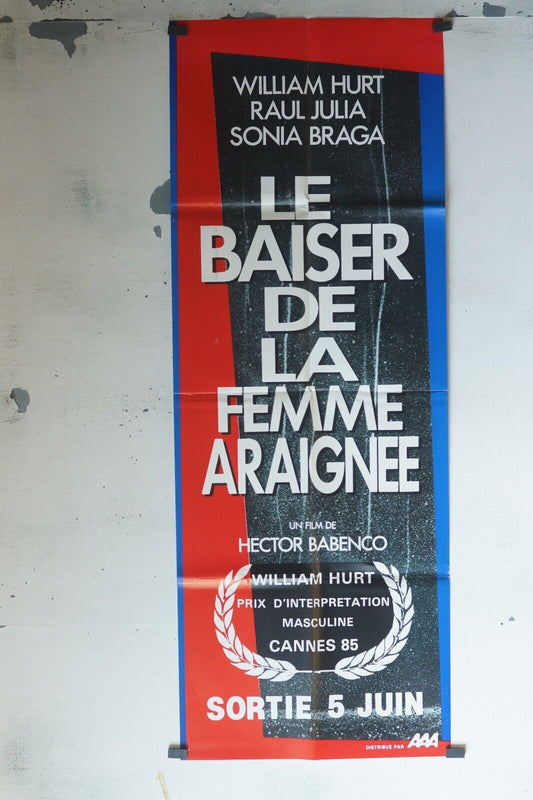 WILLIAM HURT
RAUL JULIA
SONIA BRAGA
LE
BAISER
DE
LA
FEMME
ARAIGNEE
UN FILM DE
HECTOR BABENCO
WILLIAM HURT
PRIX D'INTERPRETATION
MASCULINE
CANNES 85
SORTIE 5 JUIN
DISTRIBUÉ PAR AAA